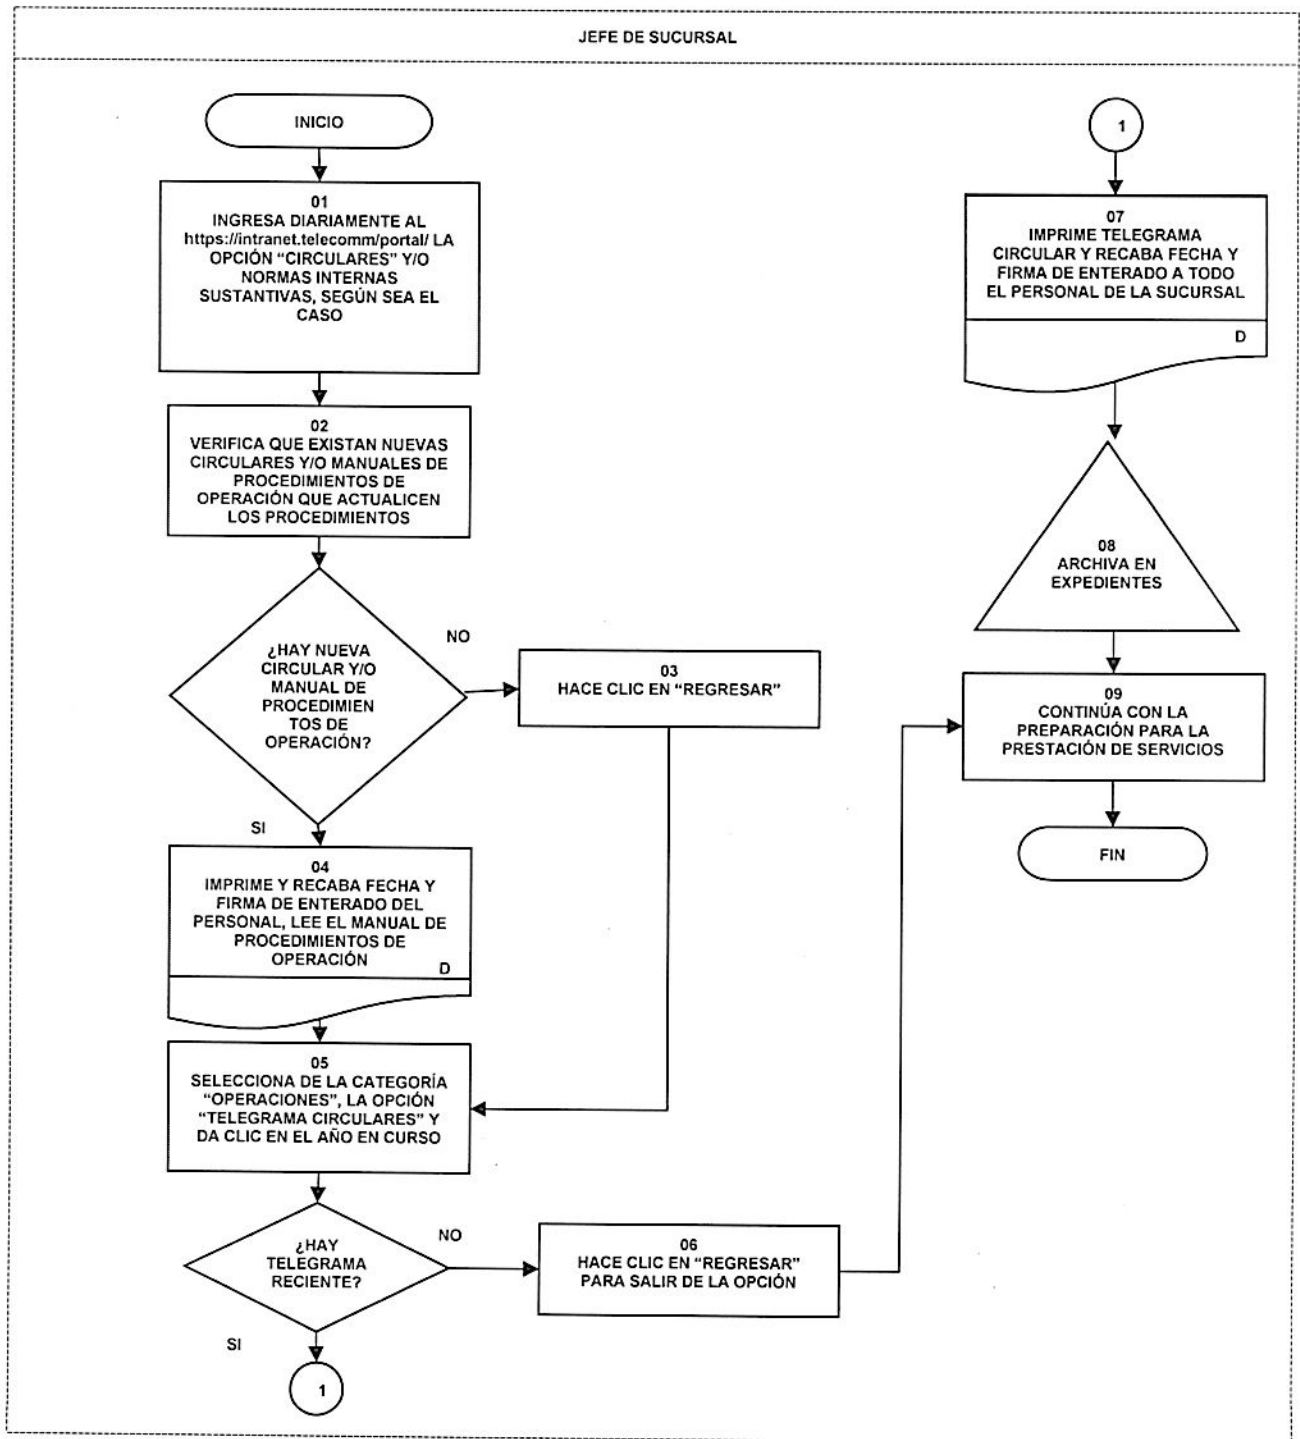 JEFE DE SUCURSAL
INICIO
01
INGRESA DIARIAMENTE AL
https://intranet.telecomm/portal/ LA
OPCIÓN “CIRCULARES” Y/O
NORMAS INTERNAS
SUSTANTIVAS, SEGÚN SEA EL
CASO
02
VERIFICA QUE EXISTAN NUEVAS
CIRCULARES Y/O MANUALES DE
PROCEDIMIENTOS DE
OPERACIÓN QUE ACTUALICEN
LOS PROCEDIMIENTOS
¿HAY NUEVA
CIRCULAR Y/O
MANUAL DE
PROCEDIMIEN
TOS DE
OPERACIÓN?
NO
03
HACE CLIC EN “REGRESAR”
SI
04
IMPRIME Y RECABA FECHA Y
FIRMA DE ENTERADO DEL
PERSONAL, LEE EL MANUAL DE
PROCEDIMIENTOS DE
OPERACIÓN
D
05
SELECCIONA DE LA CATEGORÍA
“OPERACIONES”, LA OPCIÓN
“TELEGRAMA CIRCULARES” Y
DA CLIC EN EL AÑO EN CURSO
¿HAY
TELEGRAMA
RECIENTE?
NO
06
HACE CLIC EN “REGRESAR”
PARA SALIR DE LA OPCIÓN
SI
1
1
07
IMPRIME TELEGRAMA
CIRCULAR Y RECABA FECHA Y
FIRMA DE ENTERADO A TODO
EL PERSONAL DE LA SUCURSAL
D
08
ARCHIVA EN
EXPEDIENTES
09
CONTINÚA CON LA
PREPARACIÓN PARA LA
PRESTACIÓN DE SERVICIOS
FIN